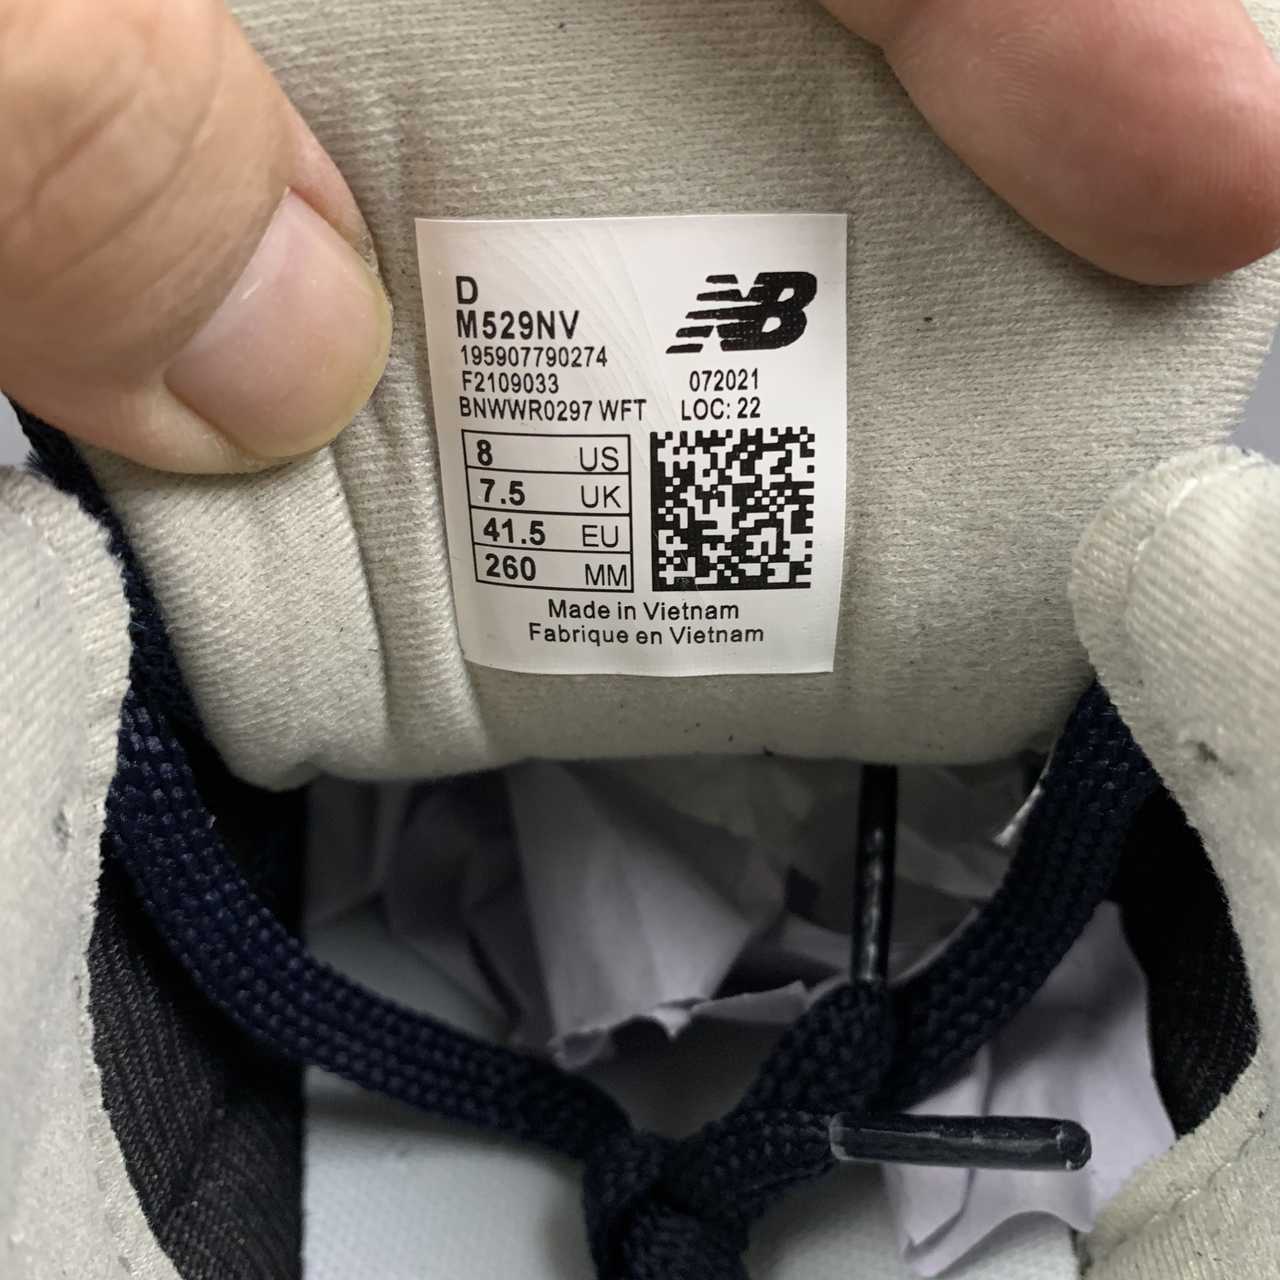 D
M529NV
NB
195907790274
F2109033 072021
BNWWR0297 WFT LOC: 22
8 US
7.5 UK
41.5 EU
260 MM
Made in Vietnam
Fabrique en Vietnam